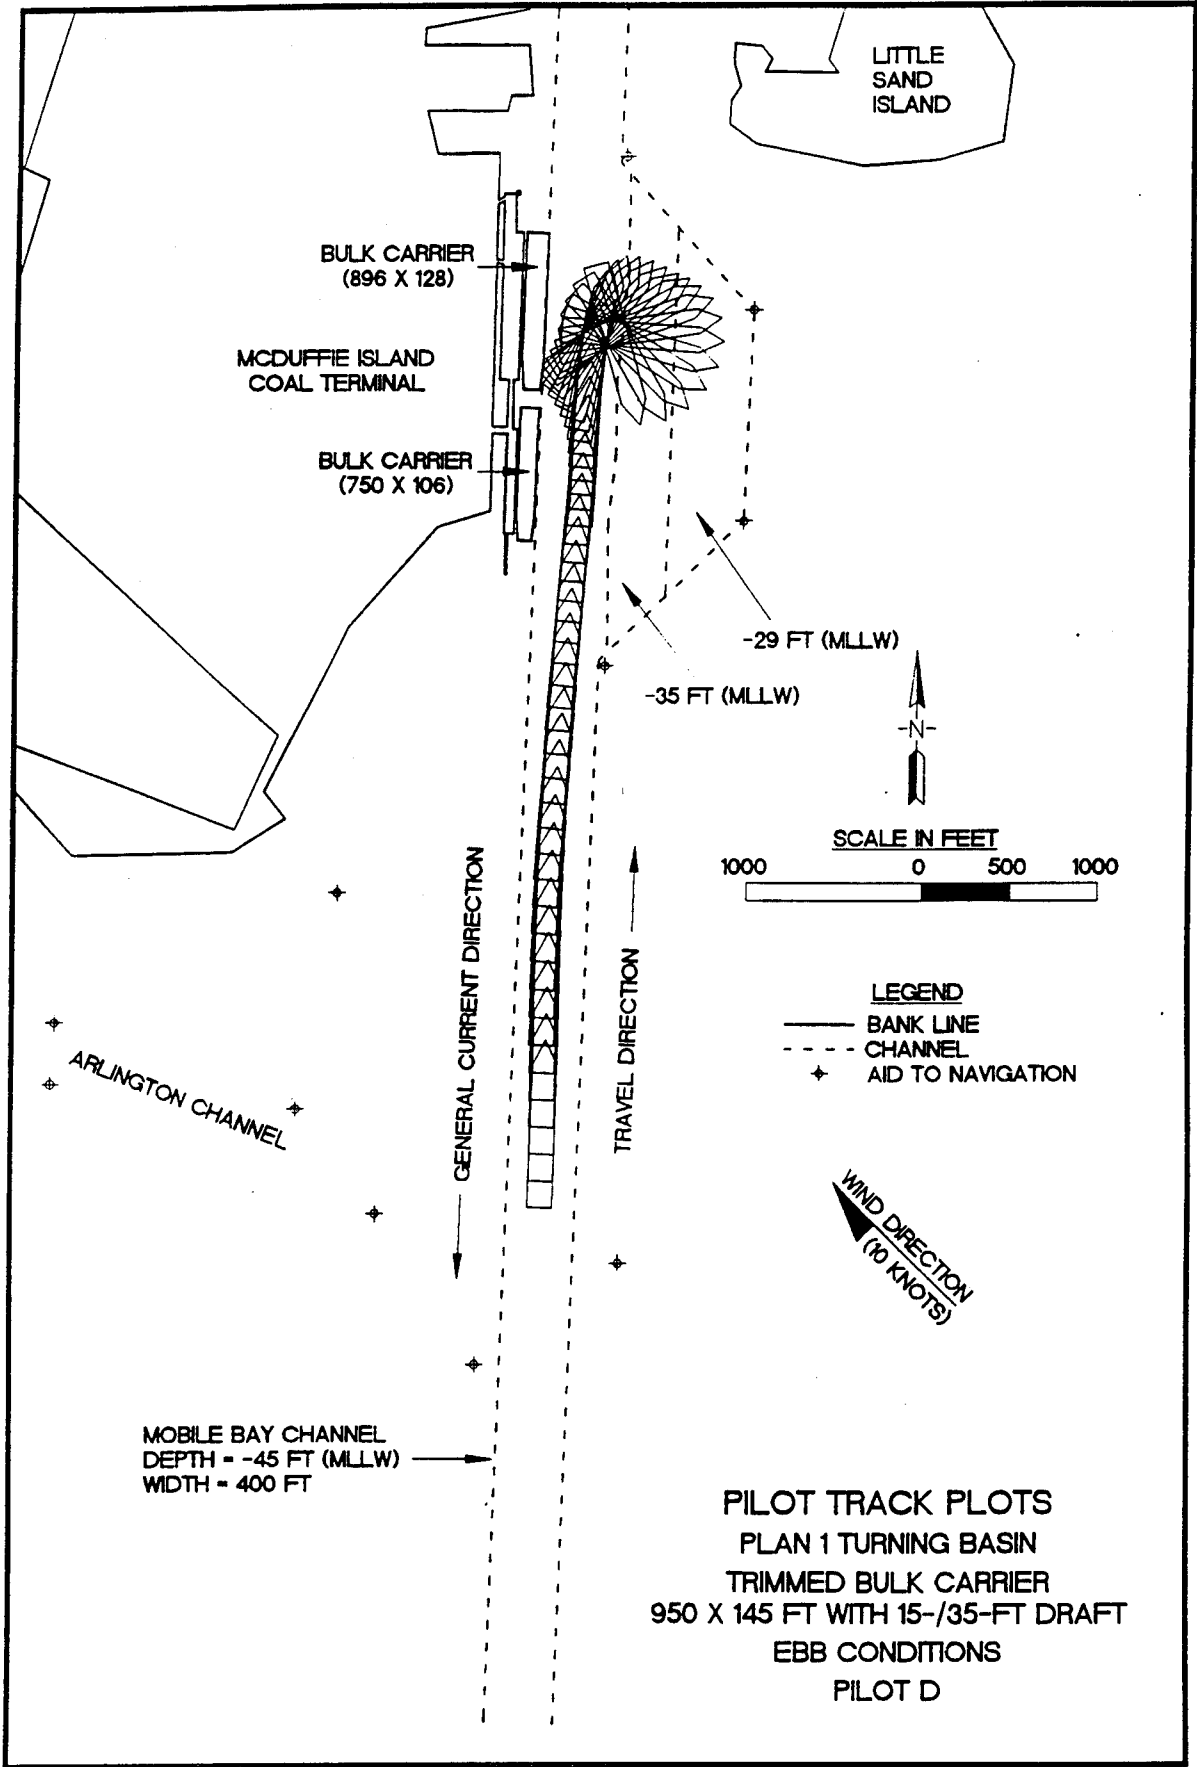 LITTLE
SAND
ISLAND
BULK CARRIER
(896 X 128)
MCDUFFIE ISLAND
COAL TERMINAL
BULK CARRIER
(750 X 106)
-29 FT (MLLW)
-35 FT (MLLW)
-N-
SCALE IN FEET
1000 0 500 1000
GENERAL CURRENT DIRECTION
TRAVEL DIRECTION
LEGEND
BANK LINE
CHANNEL
AID TO NAVIGATION
ARLINGTON CHANNEL
WIND DIRECTION
(10 KNOTS)
MOBILE BAY CHANNEL
DEPTH = -45 FT (MLLW)
WIDTH = 400 FT
PILOT TRACK PLOTS
PLAN 1 TURNING BASIN
TRIMMED BULK CARRIER
950 X 145 FT WITH 15-/35-FT DRAFT
EBB CONDITIONS
PILOT D